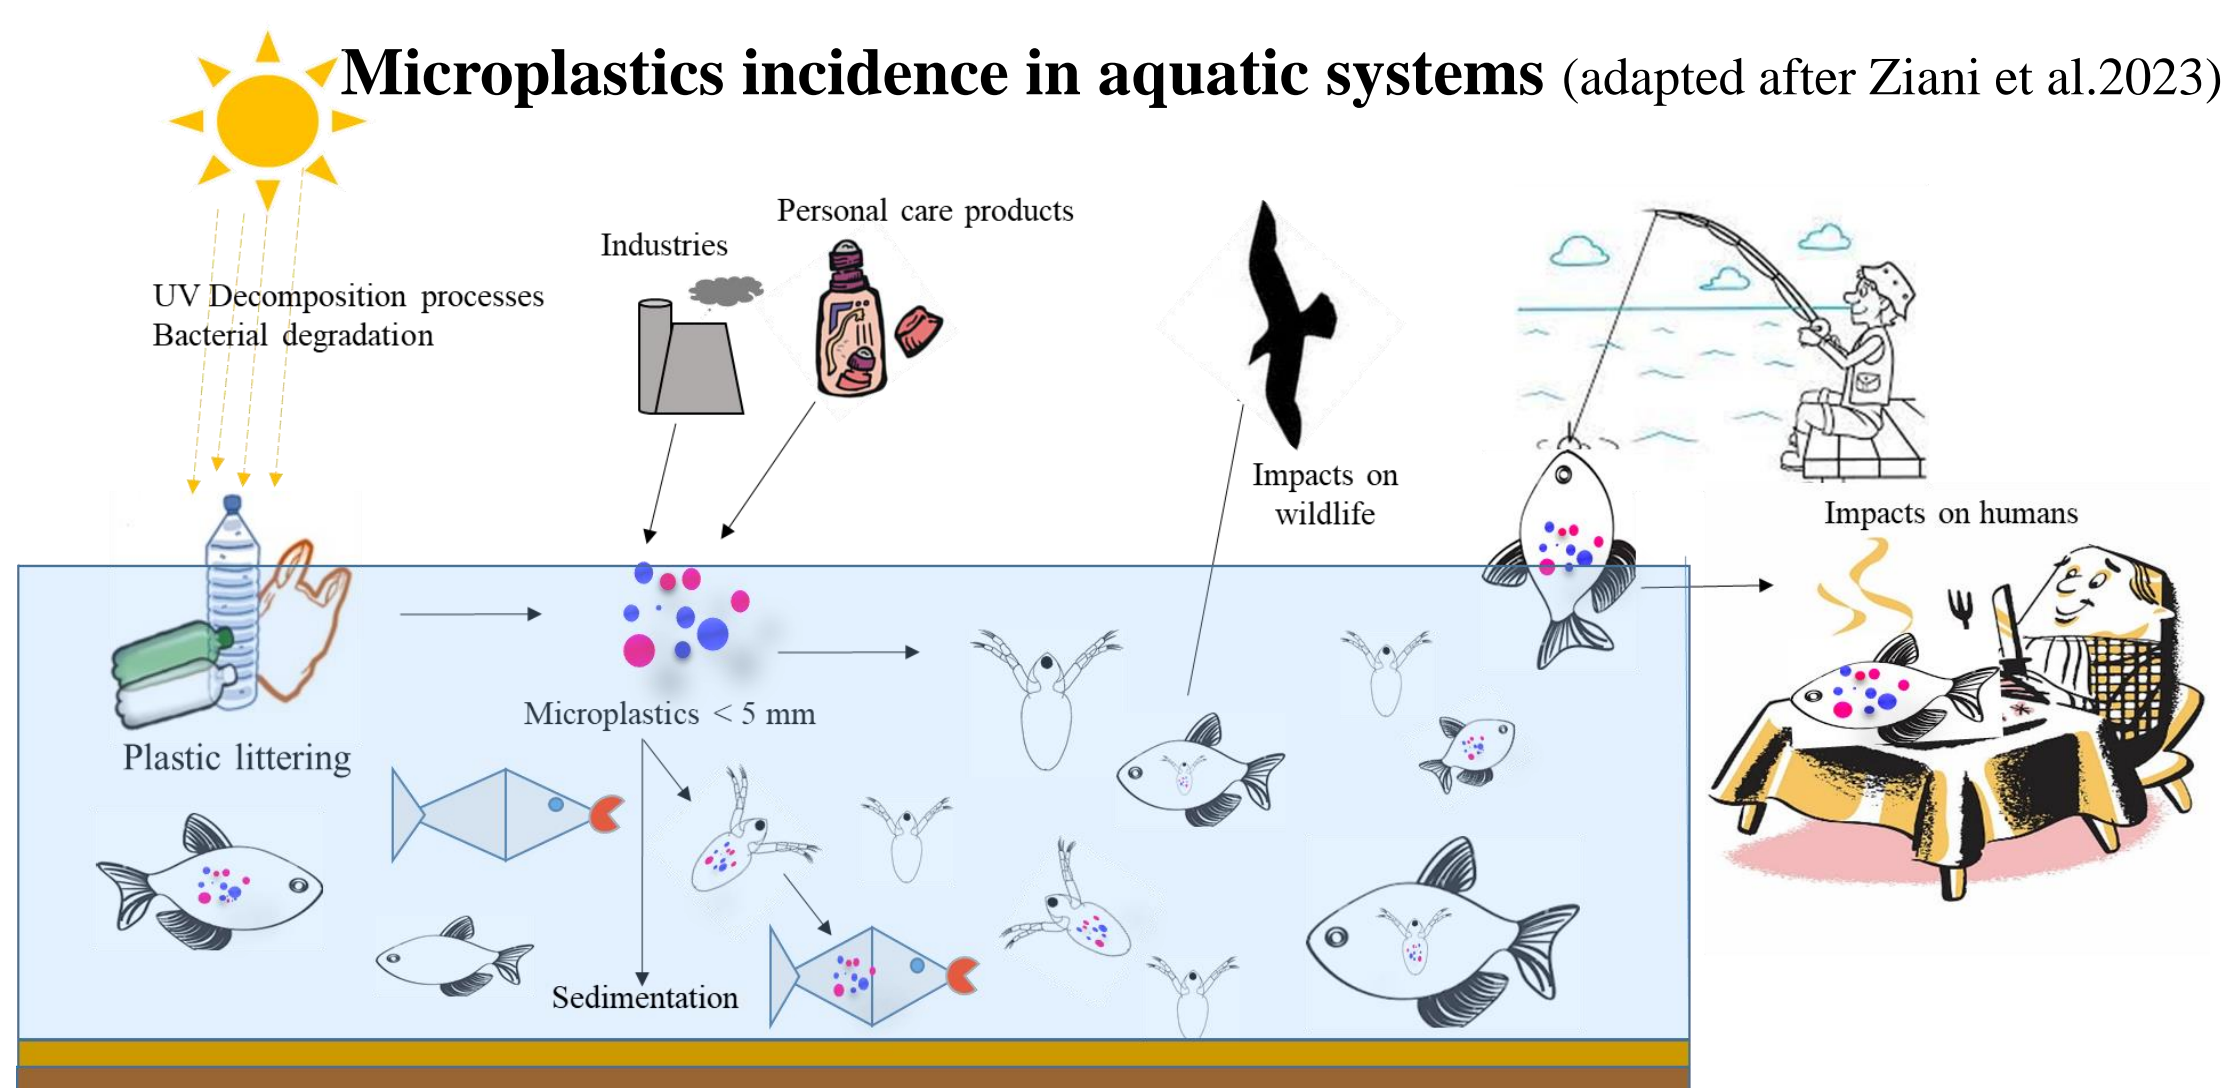 Microplastics incidence in aquatic systems (adapted after Ziani et al.2023)
Personal care products
Industries
UV Decomposition processes
Bacterial degradation
Impacts on
wildlife
Impacts on humans
Microplastics < 5 mm
Plastic littering
Sedimentation